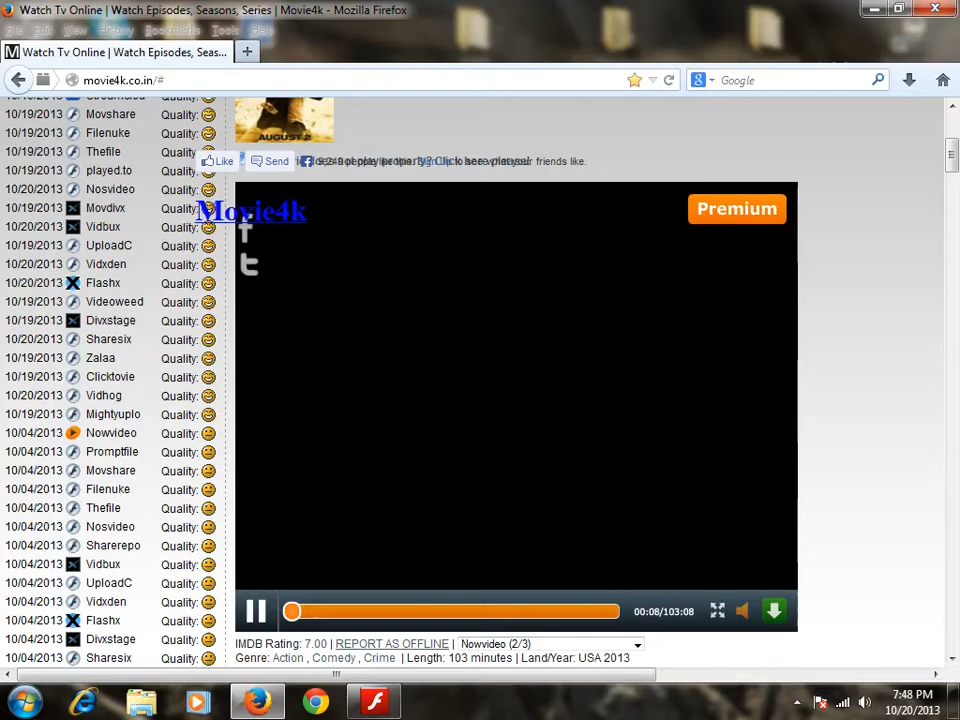 Watch Tv Online | Watch Episodes, Seasons, Series | Movie4k - Mozilla Firefox
File Edit View History Bookmarks Tools Help
M Watch Tv Online | Watch Episodes, Seas... +
movie4k.co.in/#
8 Google
10/19/2013 Movshare Quality:
10/19/2013 Filenuke Quality:
10/19/2013 Thefile Quality:
10/19/2013 played.to Quality:
10/19/2013 Nosvideo Quality:
10/20/2013 Movdivx Quality:
10/20/2013 Vidbux Quality:
10/19/2013 UploadC Quality:
10/20/2013 Vidxden Quality:
10/20/2013 Flashx Quality:
10/19/2013 Videoweed Quality:
10/19/2013 Divxstage Quality:
10/20/2013 Sharesix Quality:
10/19/2013 Zalaa Quality:
10/19/2013 Clicktovie Quality:
10/20/2013 Vidhog Quality:
10/19/2013 Mightyuplo Quality:
10/04/2013 Nowvideo Quality:
10/04/2013 Promptfile Quality:
10/04/2013 Movshare Quality:
10/04/2013 Filenuke Quality:
10/04/2013 Thefile Quality:
10/04/2013 Nosvideo Quality:
10/04/2013 Sharerepo Quality:
10/04/2013 Vidbux Quality:
10/04/2013 UploadC Quality:
10/04/2013 Vidxden Quality:
10/04/2013 Flashx Quality:
10/04/2013 Divxstage Quality:
10/04/2013 Sharesix Quality:
AUGUST 2
Like Send your friends like.
Movie4k
Premium
00:08/103:08
IMDB Rating: 7.00 | REPORT AS OFFLINE | Nowvideo (2/3)
Genre: Action , Comedy , Crime | Length: 103 minutes | Land/Year: USA 2013
7:48 PM
10/20/2013